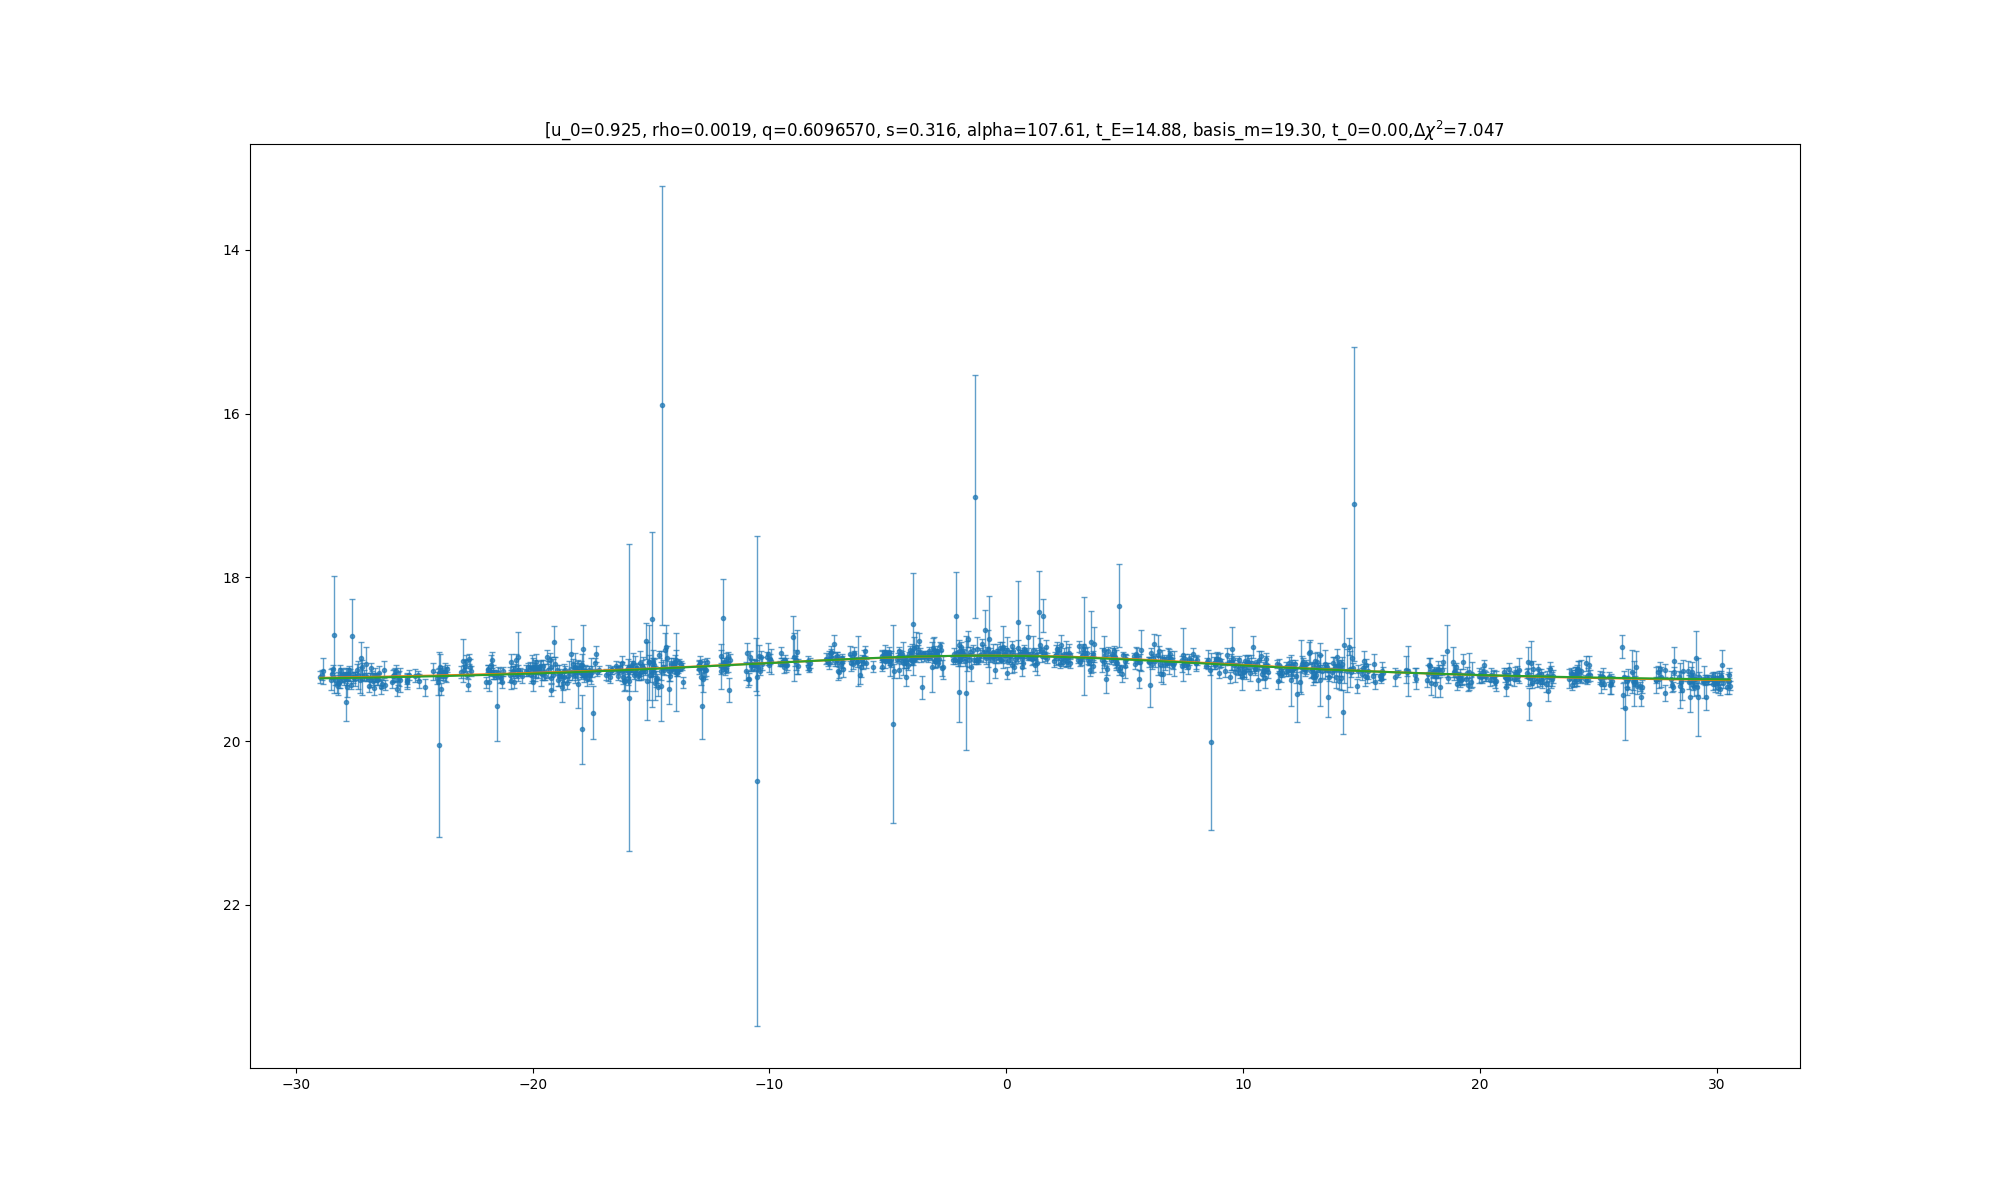 [u_0=0.925, rho=0.0019, q=0.6096570, s=0.316, alpha=107.61, t_E=14.88, basis_m=19.30, t_0=0.00,Δχ²=7.047
14
16
18
20
22
−30 −20 −10 0 10 20 30